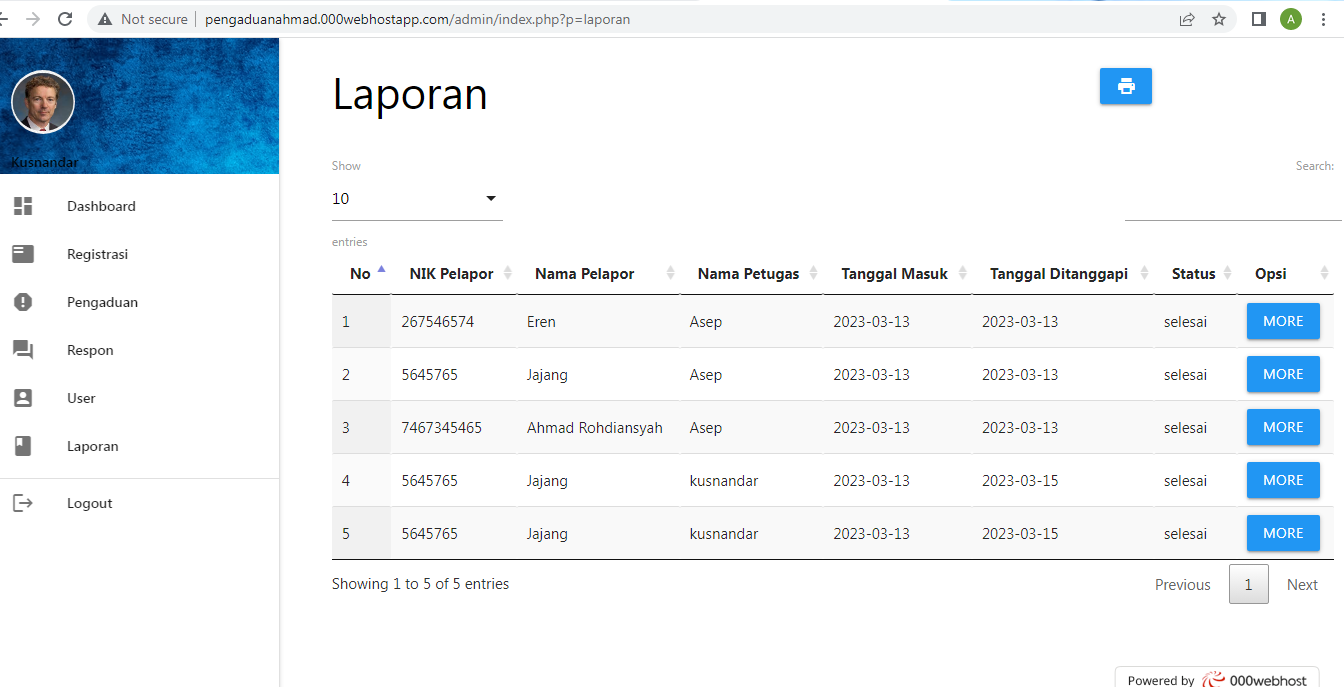 Not secure pengaduanahmad.000webhostapp.com/admin/index.php?p=laporan A
Kusnandar
Dashboard
Registrasi
Pengaduan
Respon
User
Laporan
Logout
Laporan
Show Search:
10
entries
No NIK Pelapor Nama Pelapor Nama Petugas Tanggal Masuk Tanggal Ditanggapi Status Opsi
1 267546574 Eren Asep 2023-03-13 2023-03-13 selesai MORE
2 5645765 Jajang Asep 2023-03-13 2023-03-13 selesai MORE
3 7467345465 Ahmad Rohdiansyah Asep 2023-03-13 2023-03-13 selesai MORE
4 5645765 Jajang kusnandar 2023-03-13 2023-03-15 selesai MORE
5 5645765 Jajang kusnandar 2023-03-13 2023-03-15 selesai MORE
Showing 1 to 5 of 5 entries Previous 1 Next
Powered by 000webhost